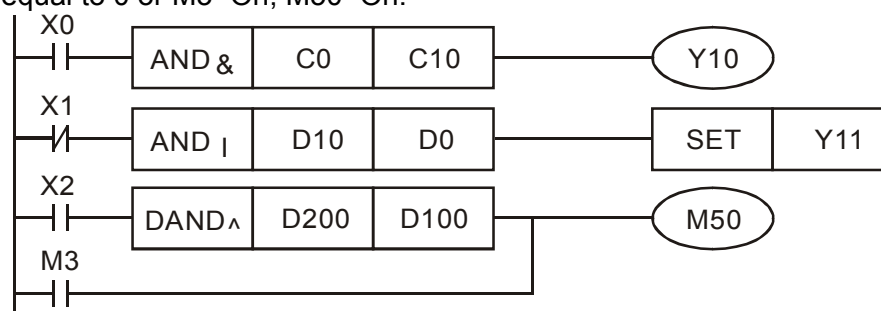 equal to 0 or M3=On, M50=On.
X0
AND & C0 C10 Y10
X1
AND | D10 D0 SET Y11
X2
DAND ^ D200 D100 M50
M3